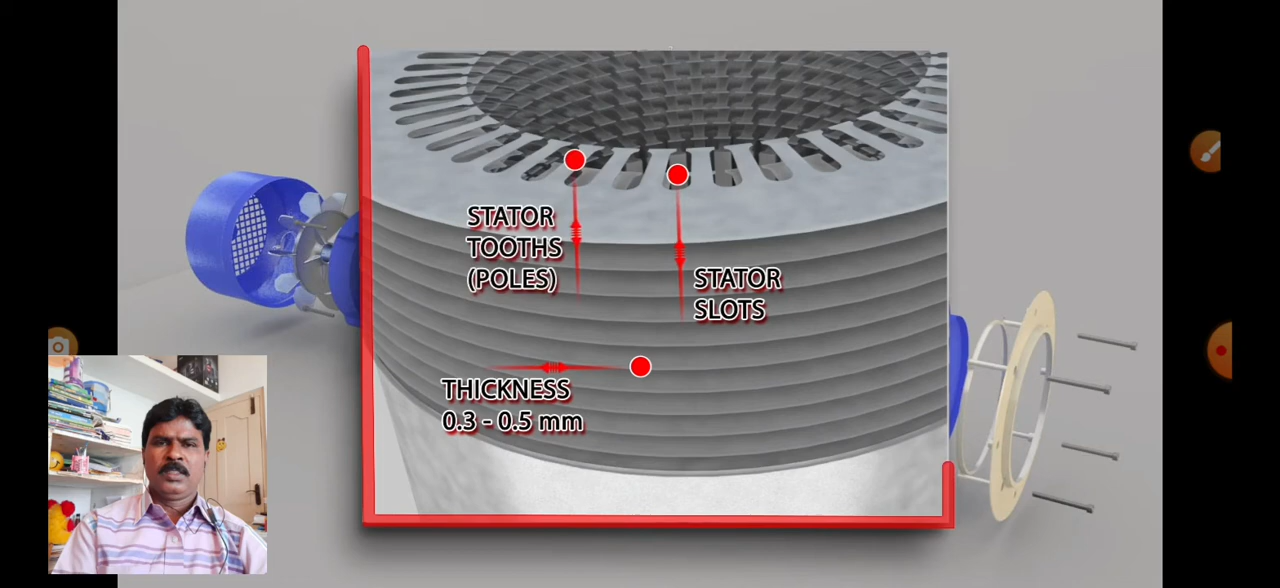 STATOR
TOOTHS
(POLES)
STATOR
SLOTS
THICKNESS
0.3 - 0.5 mm